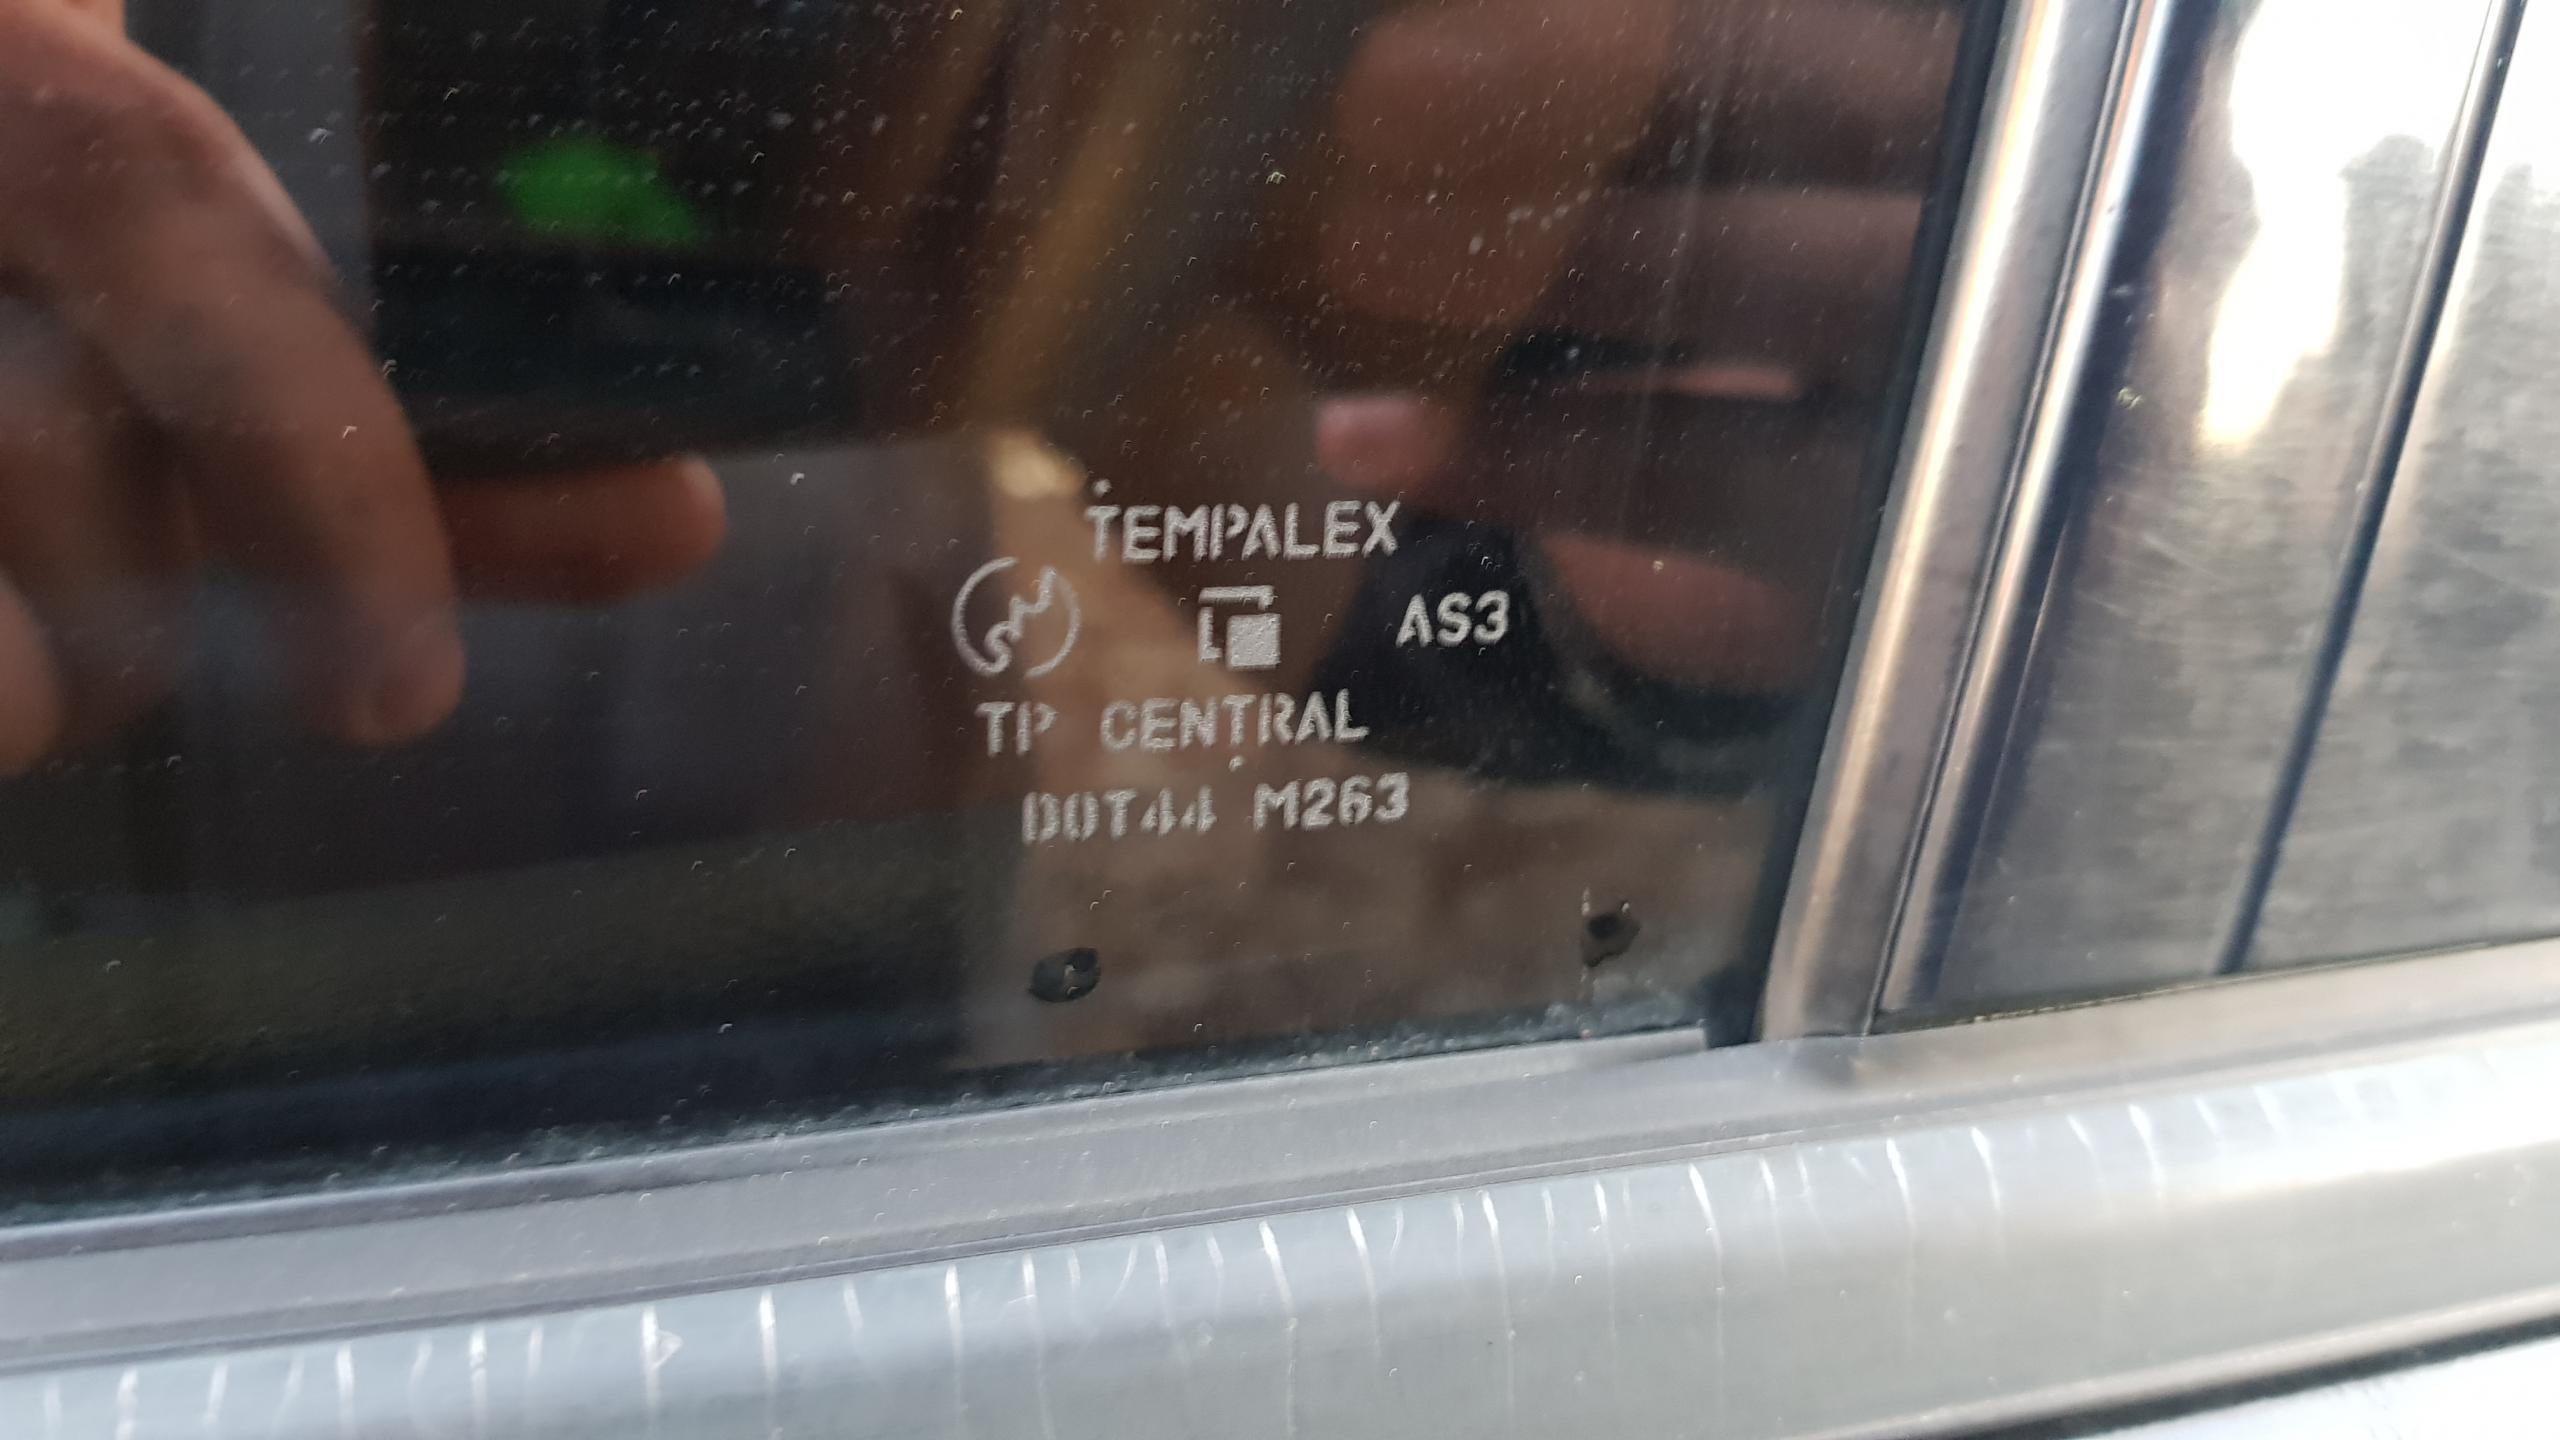 TEMPALEX
AS3
TP CENTRAL
DOT44 M263